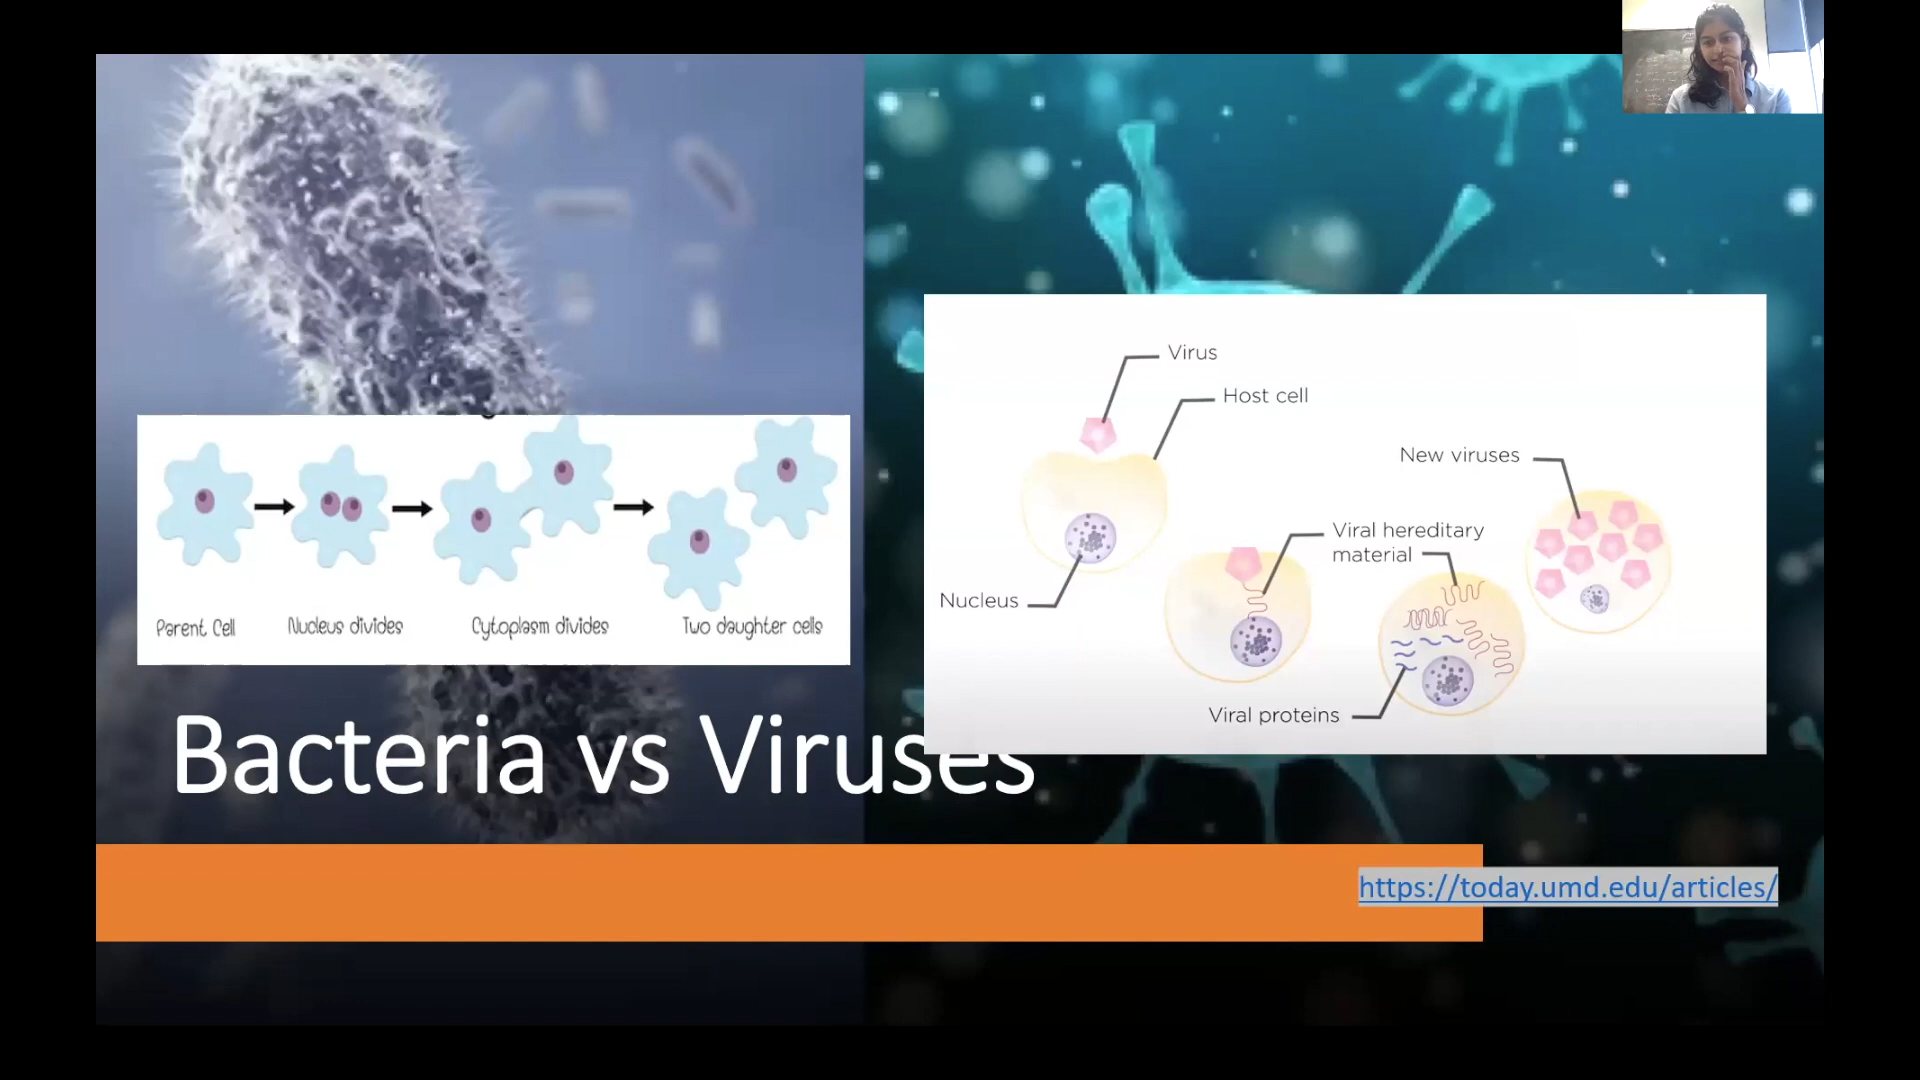 Virus
Host cell
New viruses
Viral hereditary
material
Nucleus
Viral proteins
Parent Cell
Nucleus divides
Cytoplasm divides
Two daughter cells
Bacteria vs Viruses
https://today.umd.edu/articles/